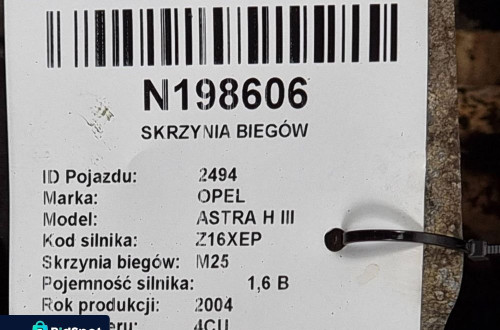 N198606
SKRZYNIA BIEGÓW
ID Pojazdu: 2494
Marka: OPEL
Model: ASTRA H III
Kod silnika: Z16XEP
Skrzynia biegów: M25
Pojemność silnika: 1,6 B
Rok produkcji: 2004
4CU